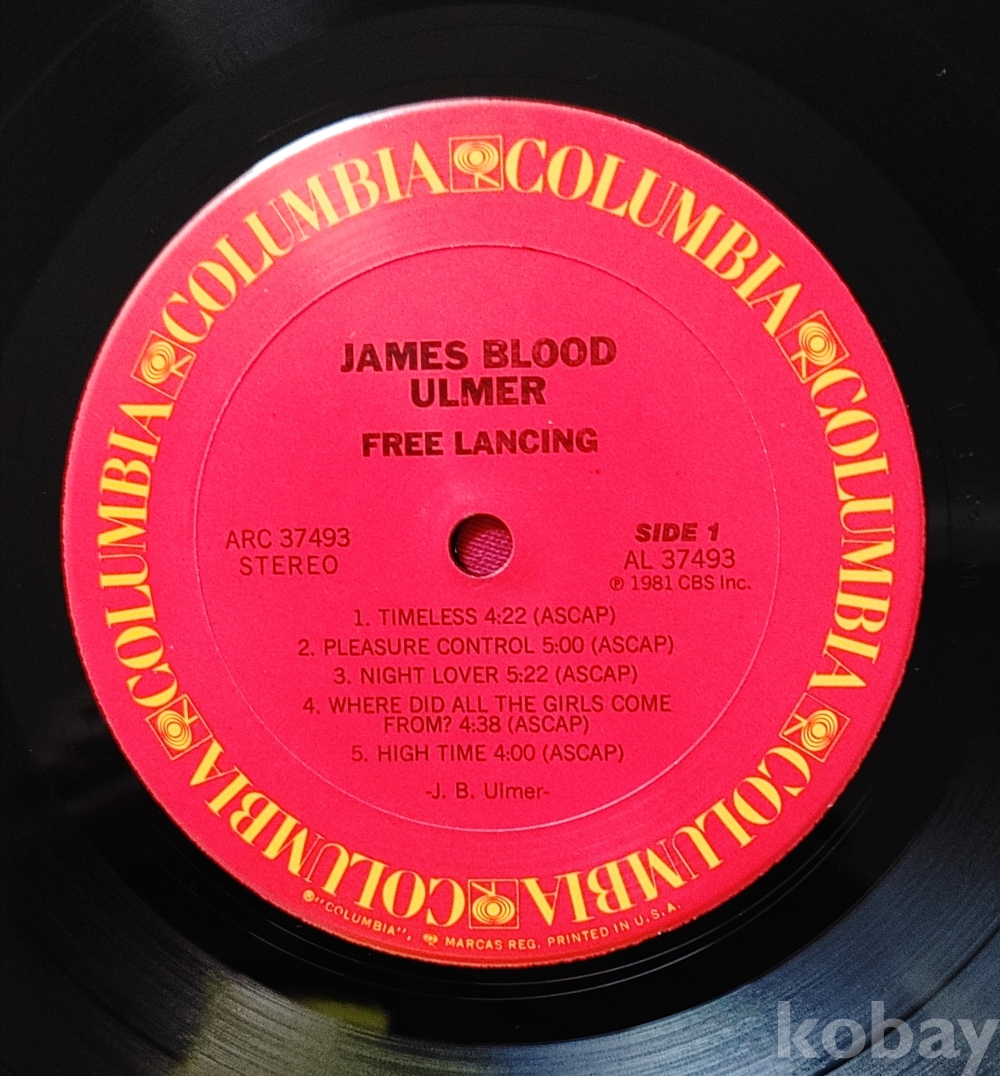 COLUMBIA COLUMBIA COLUMBIA COLUMBIA COLUMBIA COLUMBIA
JAMES BLOOD
ULMER
FREE LANCING
ARC 37493
STEREO
SIDE 1
AL 37493
℗ 1981 CBS Inc.
1. TIMELESS 4:22 (ASCAP)
2. PLEASURE CONTROL 5:00 (ASCAP)
3. NIGHT LOVER 5:22 (ASCAP)
4. WHERE DID ALL THE GIRLS COME
FROM? 4:38 (ASCAP)
5. HIGH TIME 4:00 (ASCAP)
-J. B. Ulmer-
®"COLUMBIA", MARCAS REG. PRINTED IN U.S.A.
kobay